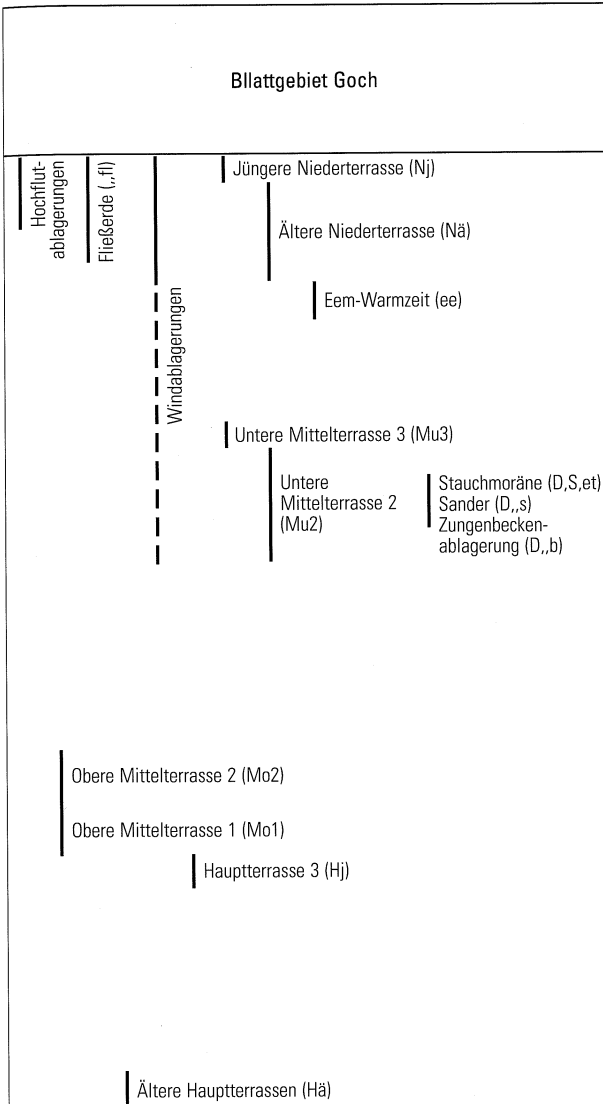 Bllattgebiet Goch
Hochflut-
ablagerungen
Fließerde (,,fl)
Windablagerungen
Jüngere Niederterrasse (Nj)
Ältere Niederterrasse (Nä)
Eem-Warmzeit (ee)
Untere Mittelterrasse 3 (Mu3)
Untere
Mittelterrasse 2
(Mu2)
Stauchmoräne (D,S,et)
Sander (D,,s)
Zungenbecken-
ablagerung (D,,b)
Obere Mittelterrasse 2 (Mo2)
Obere Mittelterrasse 1 (Mo1)
Hauptterrasse 3 (Hj)
Ältere Hauptterrassen (Hä)